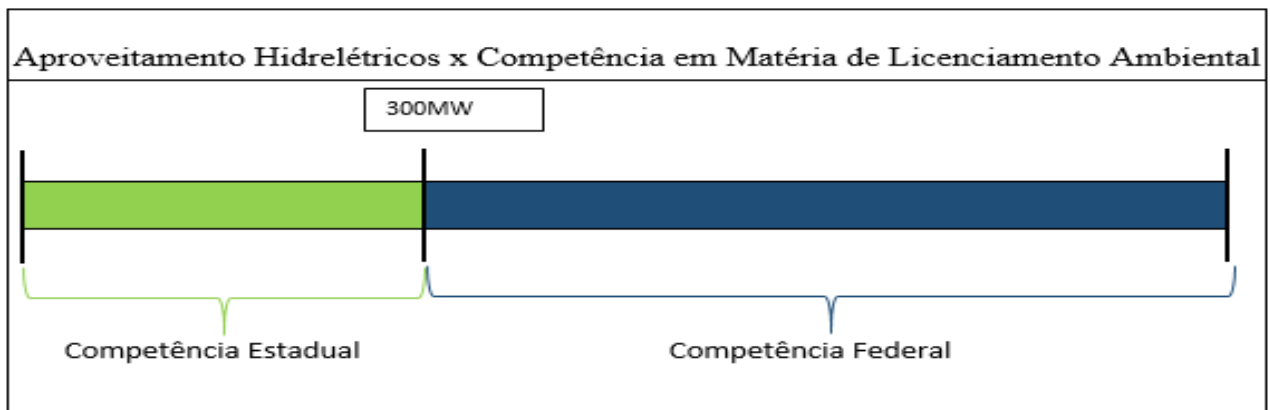 Aproveitamento Hidrelétricos x Competência em Matéria de Licenciamento Ambiental
300MW
Competência Estadual
Competência Federal